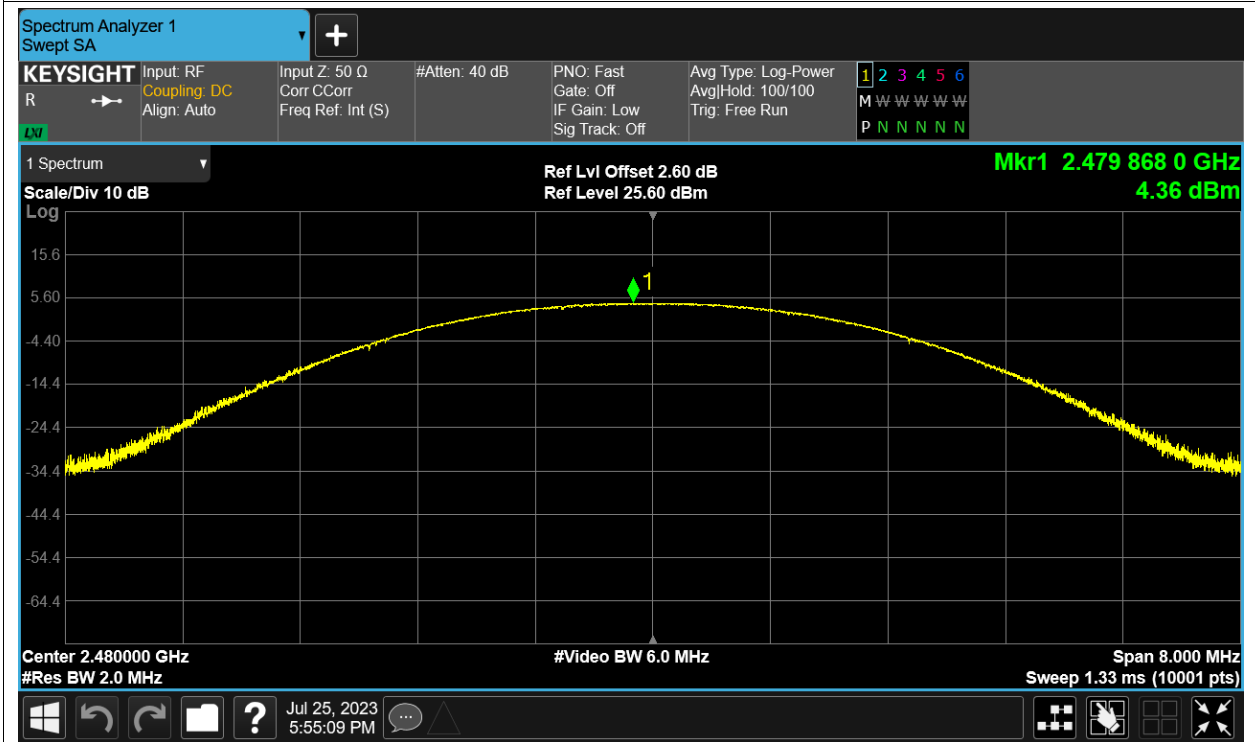 Spectrum Analyzer 1
Swept SA
KEYSIGHT
R
LXI
Input: RF
Coupling: DC
Align: Auto
Input Z: 50 Ω
Corr CCorr
Freq Ref: Int (S)
#Atten: 40 dB
PNO: Fast
Gate: Off
IF Gain: Low
Sig Track: Off
Avg Type: Log-Power
Avg|Hold: 100/100
Trig: Free Run
1 2 3 4 5 6
M W W W W W
P N N N N N
1 Spectrum
Scale/Div 10 dB
Ref Lvl Offset 2.60 dB
Ref Level 25.60 dBm
Mkr1 2.479 868 0 GHz
4.36 dBm
Log
15.6
5.60
-4.40
-14.4
-24.4
-34.4
-44.4
-54.4
-64.4
1
Center 2.480000 GHz
#Video BW 6.0 MHz
Span 8.000 MHz
#Res BW 2.0 MHz
Sweep 1.33 ms (10001 pts)
?
Jul 25, 2023
5:55:09 PM